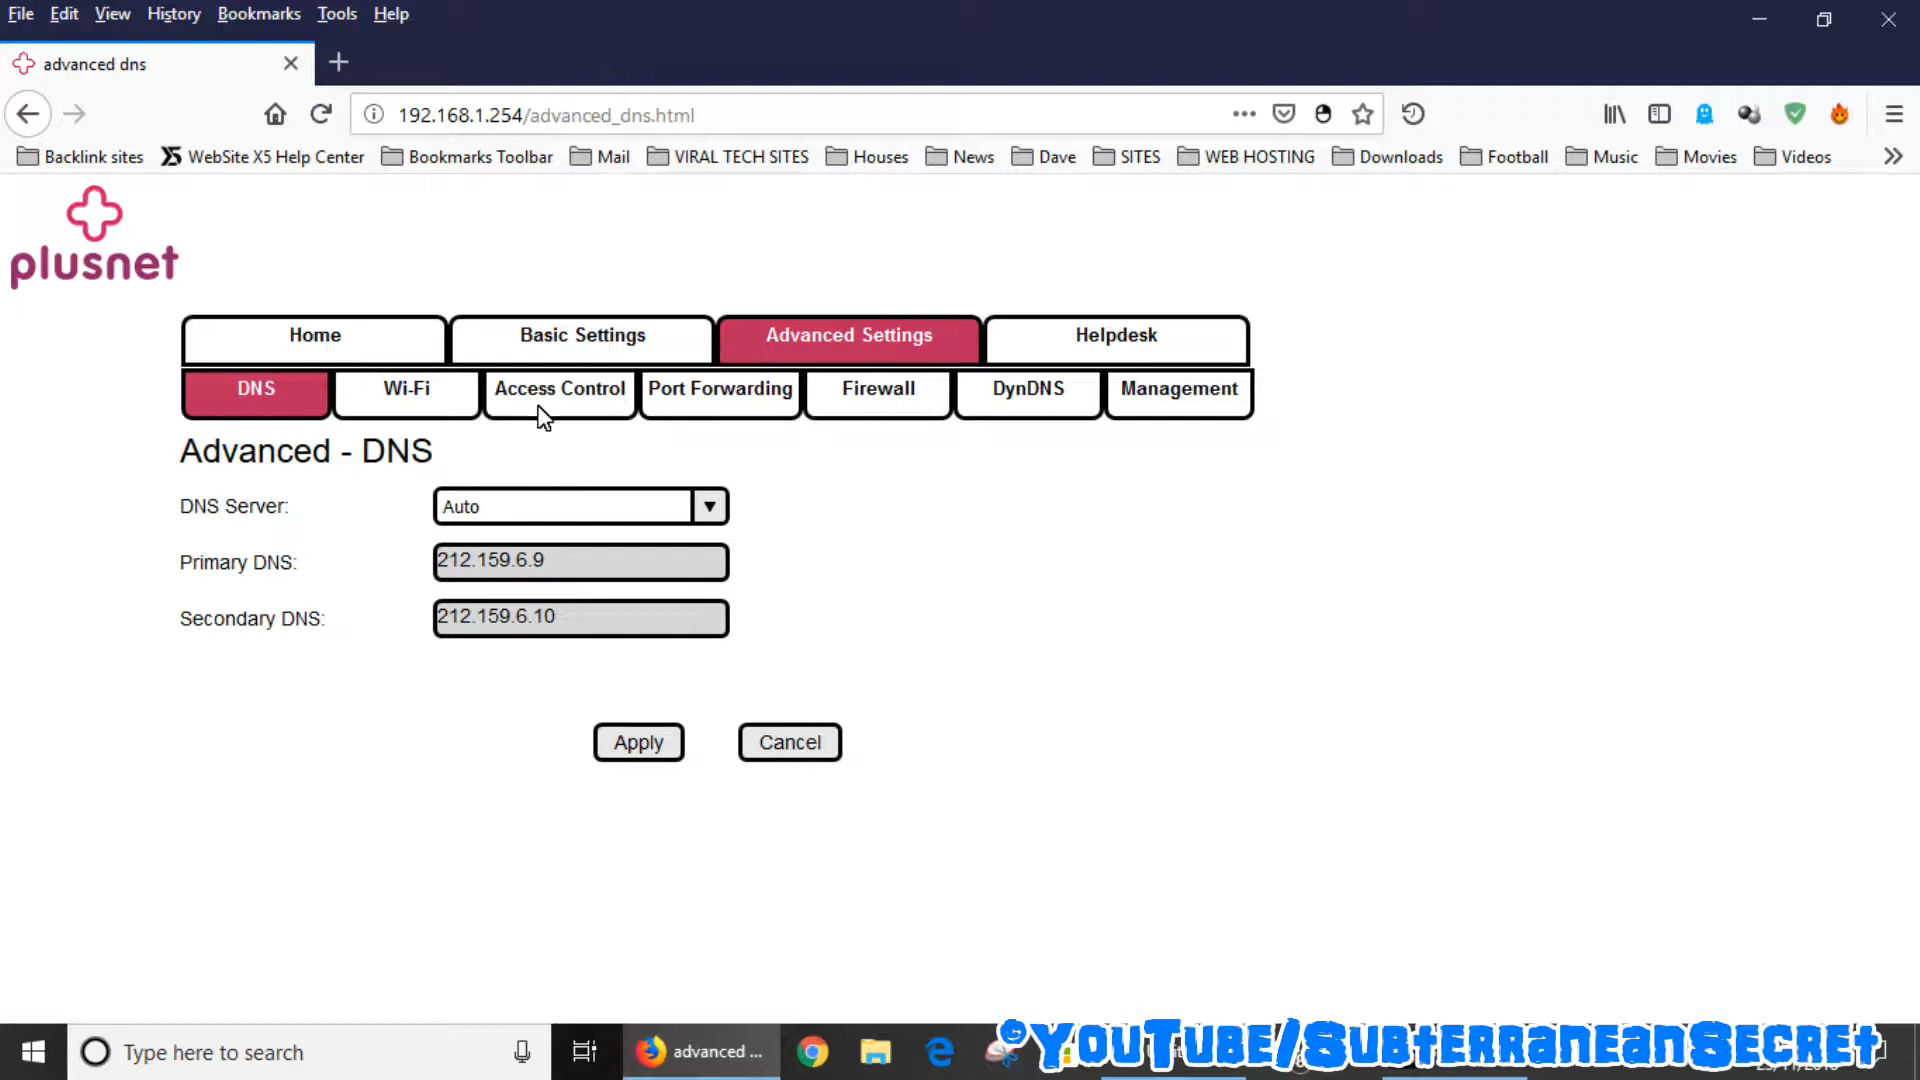 File Edit View History Bookmarks Tools Help
advanced dns
192.168.1.254/advanced_dns.html
Backlink sites WebSite X5 Help Center Bookmarks Toolbar Mail VIRAL TECH SITES Houses News Dave SITES WEB HOSTING Downloads Football Music Movies Videos
plusnet
Home Basic Settings Advanced Settings Helpdesk
DNS Wi-Fi Access Control Port Forwarding Firewall DynDNS Management
Advanced - DNS
DNS Server: Auto
Primary DNS: 212.159.6.9
Secondary DNS: 212.159.6.10
Apply Cancel
Type here to search
advanced ...
©YouTube/SubterraneanSecret